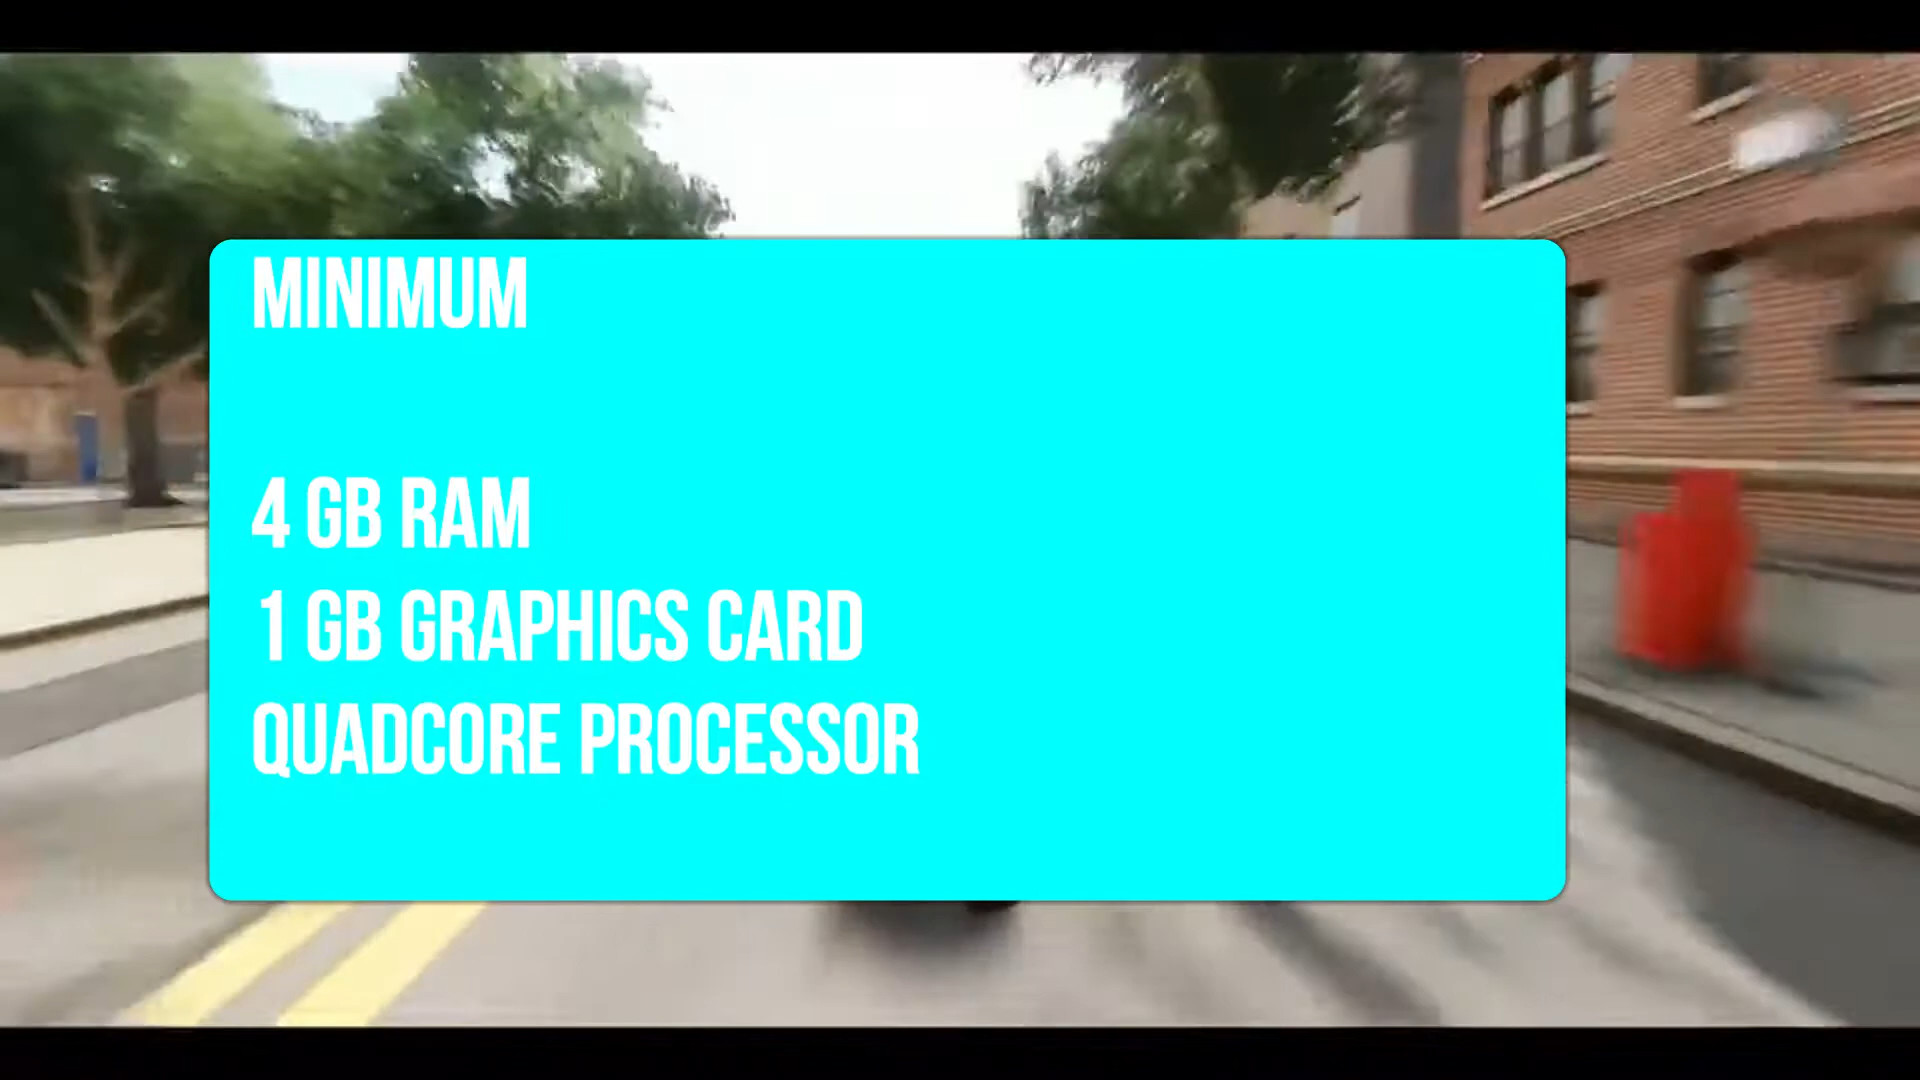 MINIMUM
4 GB RAM
1 GB GRAPHICS CARD
QUADCORE PROCESSOR